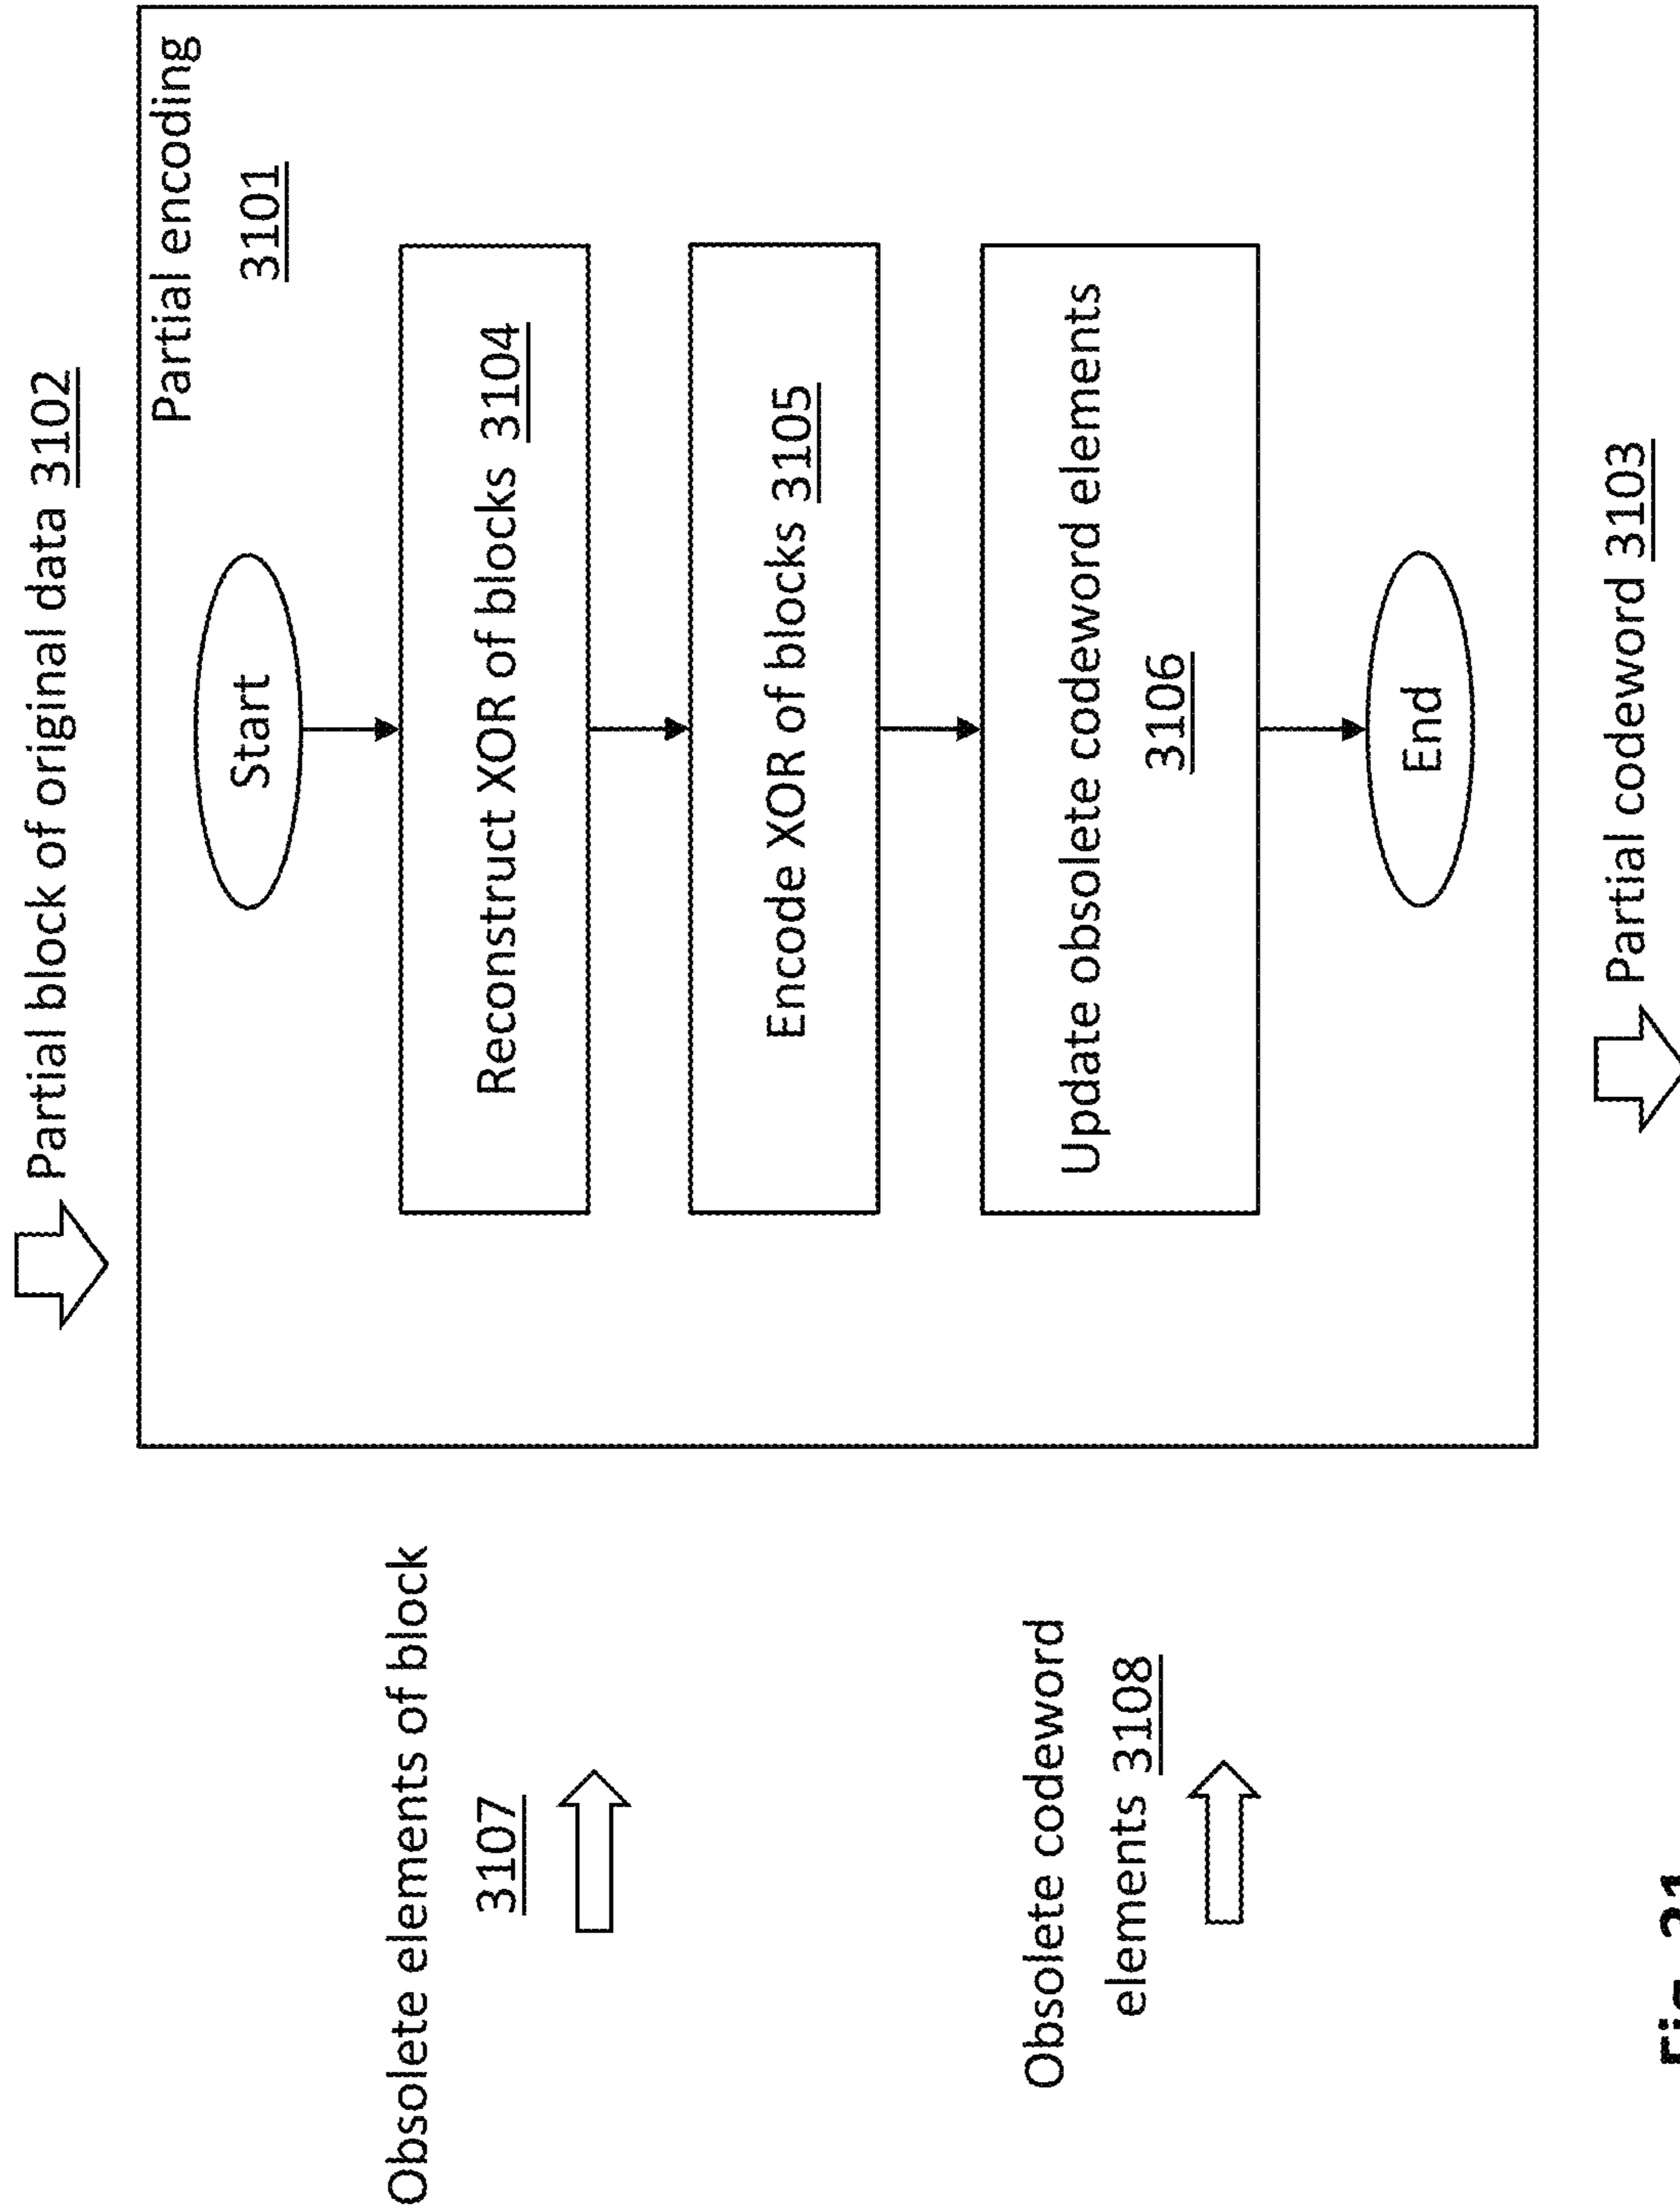 Partial block of original data 3102
Partial encoding
3101
Start
Obsolete elements of block
3107
Reconstruct XOR of blocks 3104
Encode XOR of blocks 3105
Obsolete codeword
elements 3108
Update obsolete codeword elements
3106
End
Partial codeword 3103
Fig. 31